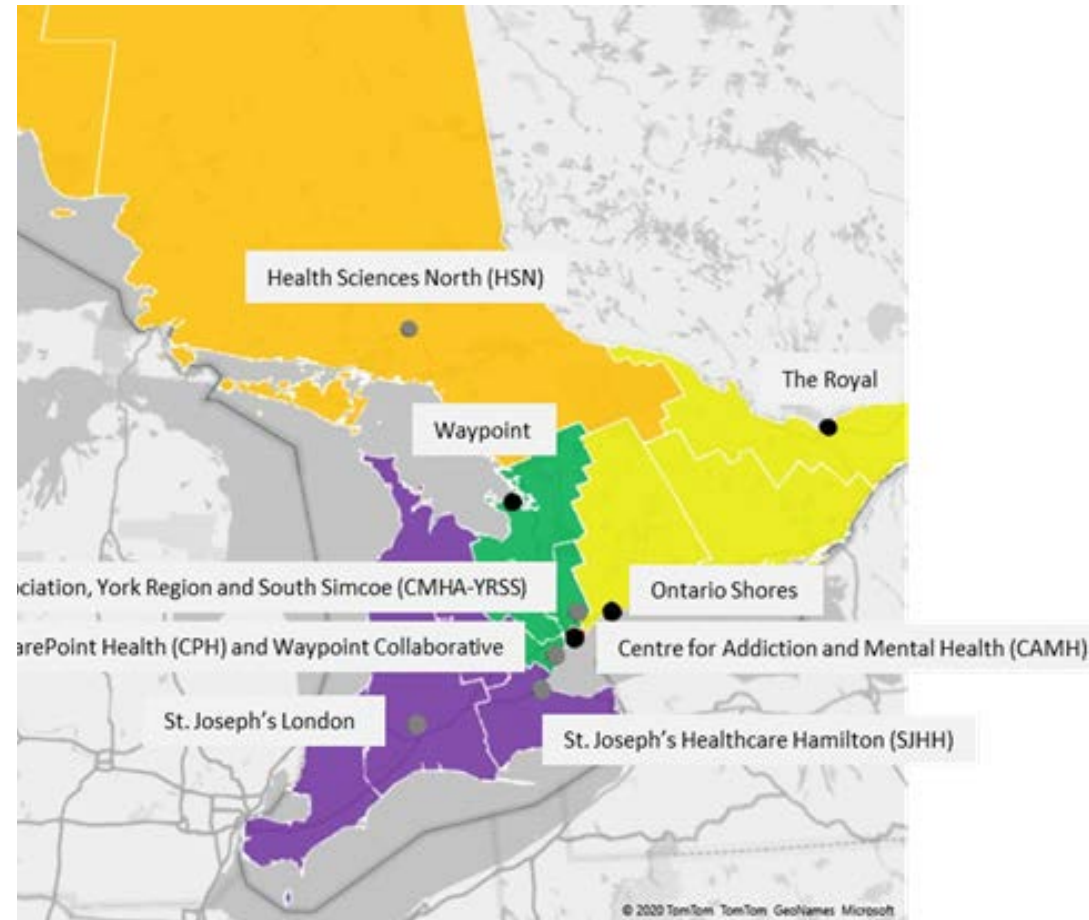 Health Sciences North (HSN)
The Royal
Waypoint
ciation, York Region and South Simcoe (CMHA-YRSS)
Ontario Shores
arePoint Health (CPH) and Waypoint Collaborative
Centre for Addiction and Mental Health (CAMH)
St. Joseph's London
St. Joseph's Healthcare Hamilton (SJHH)
© 2020 TomTom TomTom GeoNames Microsoft